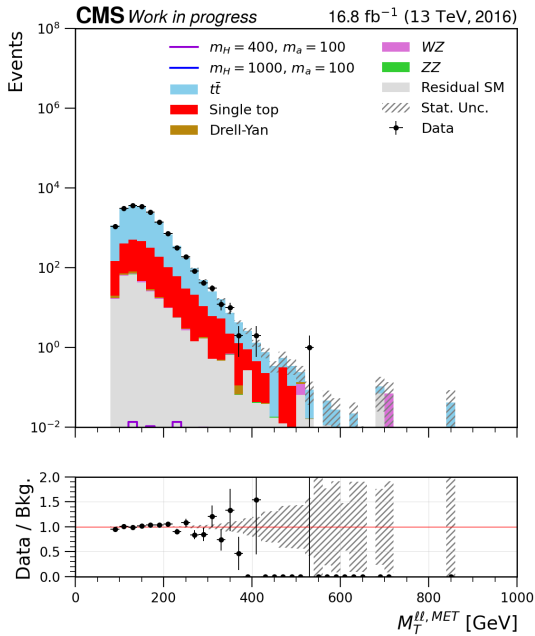 CMS Work in progress
16.8 fb⁻¹ (13 TeV, 2016)
Events
10⁸
10⁶
10⁴
10²
10⁰
10⁻²
m_H = 400, m_a = 100
m_H = 1000, m_a = 100
tt̄
Single top
Drell-Yan
WZ
ZZ
Residual SM
Stat. Unc.
Data
Data / Bkg.
2.0
1.5
1.0
0.5
0.0
0
200
400
600
800
1000
M_T^{ℓℓ, MET} [GeV]